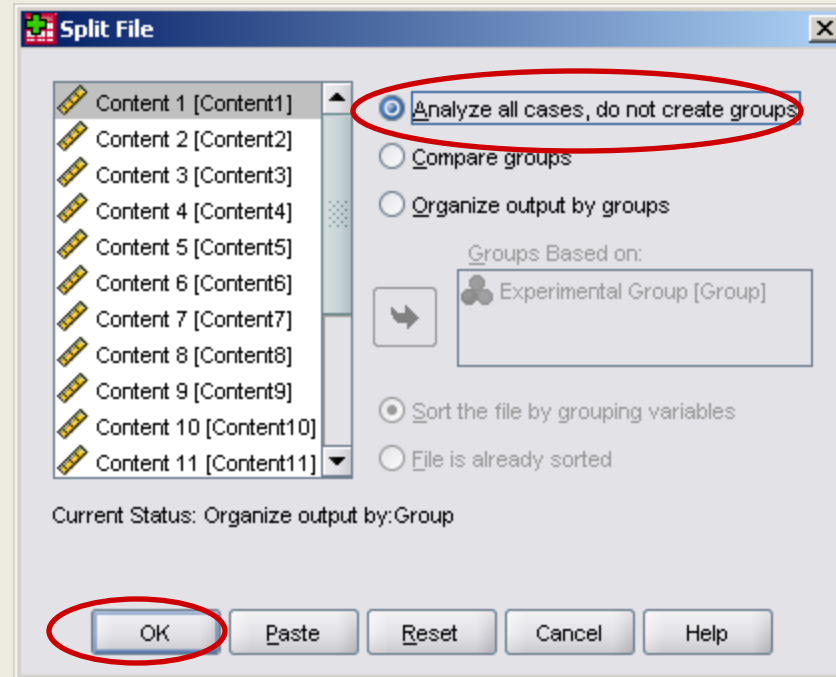 Split File
Content 1 [Content1]
Content 2 [Content2]
Content 3 [Content3]
Content 4 [Content4]
Content 5 [Content5]
Content 6 [Content6]
Content 7 [Content7]
Content 8 [Content8]
Content 9 [Content9]
Content 10 [Content10]
Content 11 [Content11]
Analyze all cases, do not create groups
Compare groups
Organize output by groups
Groups Based on:
Experimental Group [Group]
Sort the file by grouping variables
File is already sorted
Current Status: Organize output by:Group
OK
Paste
Reset
Cancel
Help